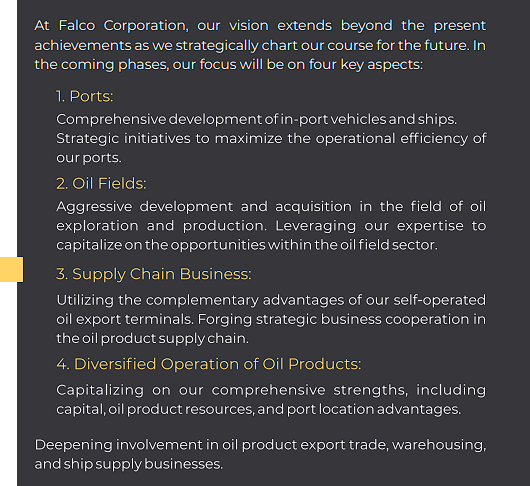 At Falco Corporation, our vision extends beyond the present
achievements as we strategically chart our course for the future. In
the coming phases, our focus will be on four key aspects:
1. Ports:
Comprehensive development of in-port vehicles and ships.
Strategic initiatives to maximize the operational efficiency of
our ports.
2. Oil Fields:
Aggressive development and acquisition in the field of oil
exploration and production. Leveraging our expertise to
capitalize on the opportunities within the oil field sector.
3. Supply Chain Business:
Utilizing the complementary advantages of our self-operated
oil export terminals. Forging strategic business cooperation in
the oil product supply chain.
4. Diversified Operation of Oil Products:
Capitalizing on our comprehensive strengths, including
capital, oil product resources, and port location advantages.
Deepening involvement in oil product export trade, warehousing,
and ship supply businesses.